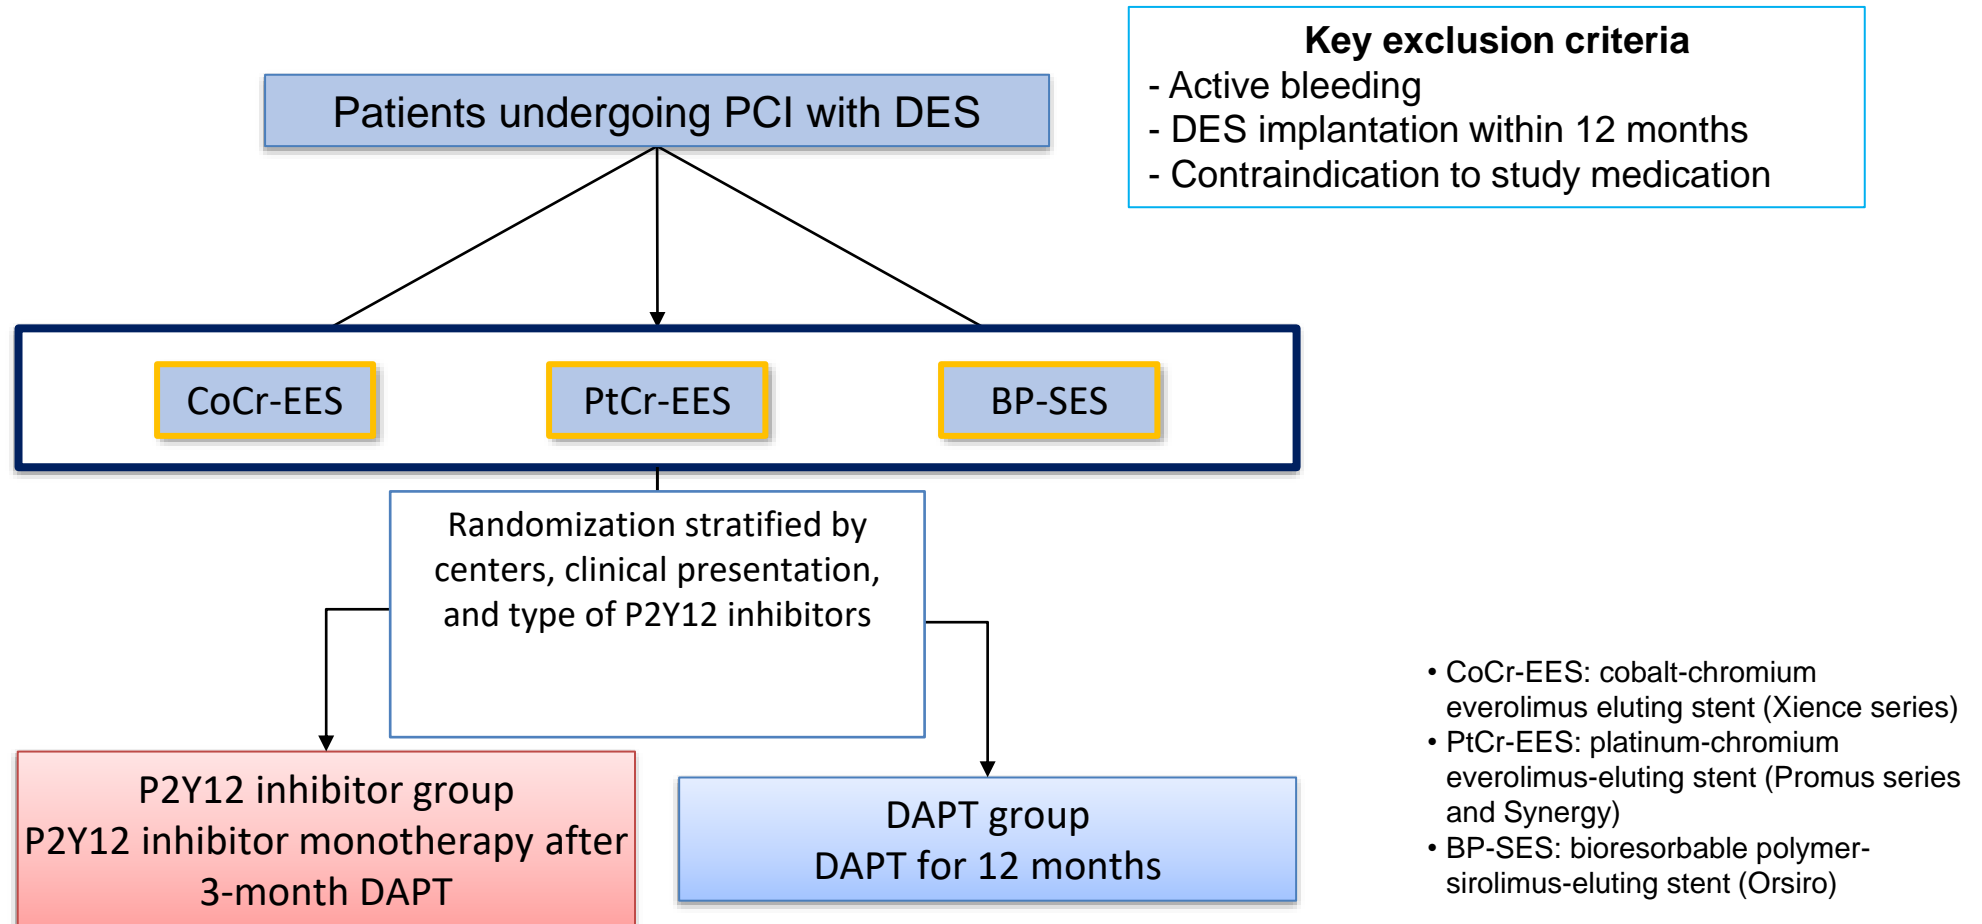 Key exclusion criteria
- Active bleeding
- DES implantation within 12 months
- Contraindication to study medication
Patients undergoing PCI with DES
CoCr-EES
PtCr-EES
BP-SES
Randomization stratified by
centers, clinical presentation,
and type of P2Y12 inhibitors
P2Y12 inhibitor group
P2Y12 inhibitor monotherapy after
3-month DAPT
DAPT group
DAPT for 12 months
• CoCr-EES: cobalt-chromium
everolimus eluting stent (Xience series)
• PtCr-EES: platinum-chromium
everolimus-eluting stent (Promus series
and Synergy)
• BP-SES: bioresorbable polymer-
sirolimus-eluting stent (Orsiro)